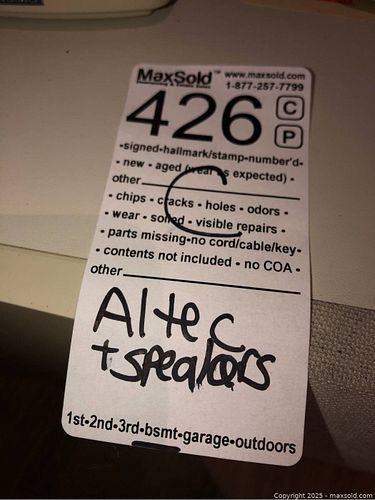 MaxSold™ www.maxsold.com
1-877-257-7799
426 C
P
•signed-hallmark/stamp-number'd•
• new • aged (wear as expected) •
other
• chips • cracks • holes • odors •
• wear • soiled • visible repairs •
• parts missing-no cord/cable/key•
• contents not included • no COA •
other
Altec
+ speakers
1st•2nd•3rd•bsmt•garage•outdoors
Copyright © 2025 - maxsold.com